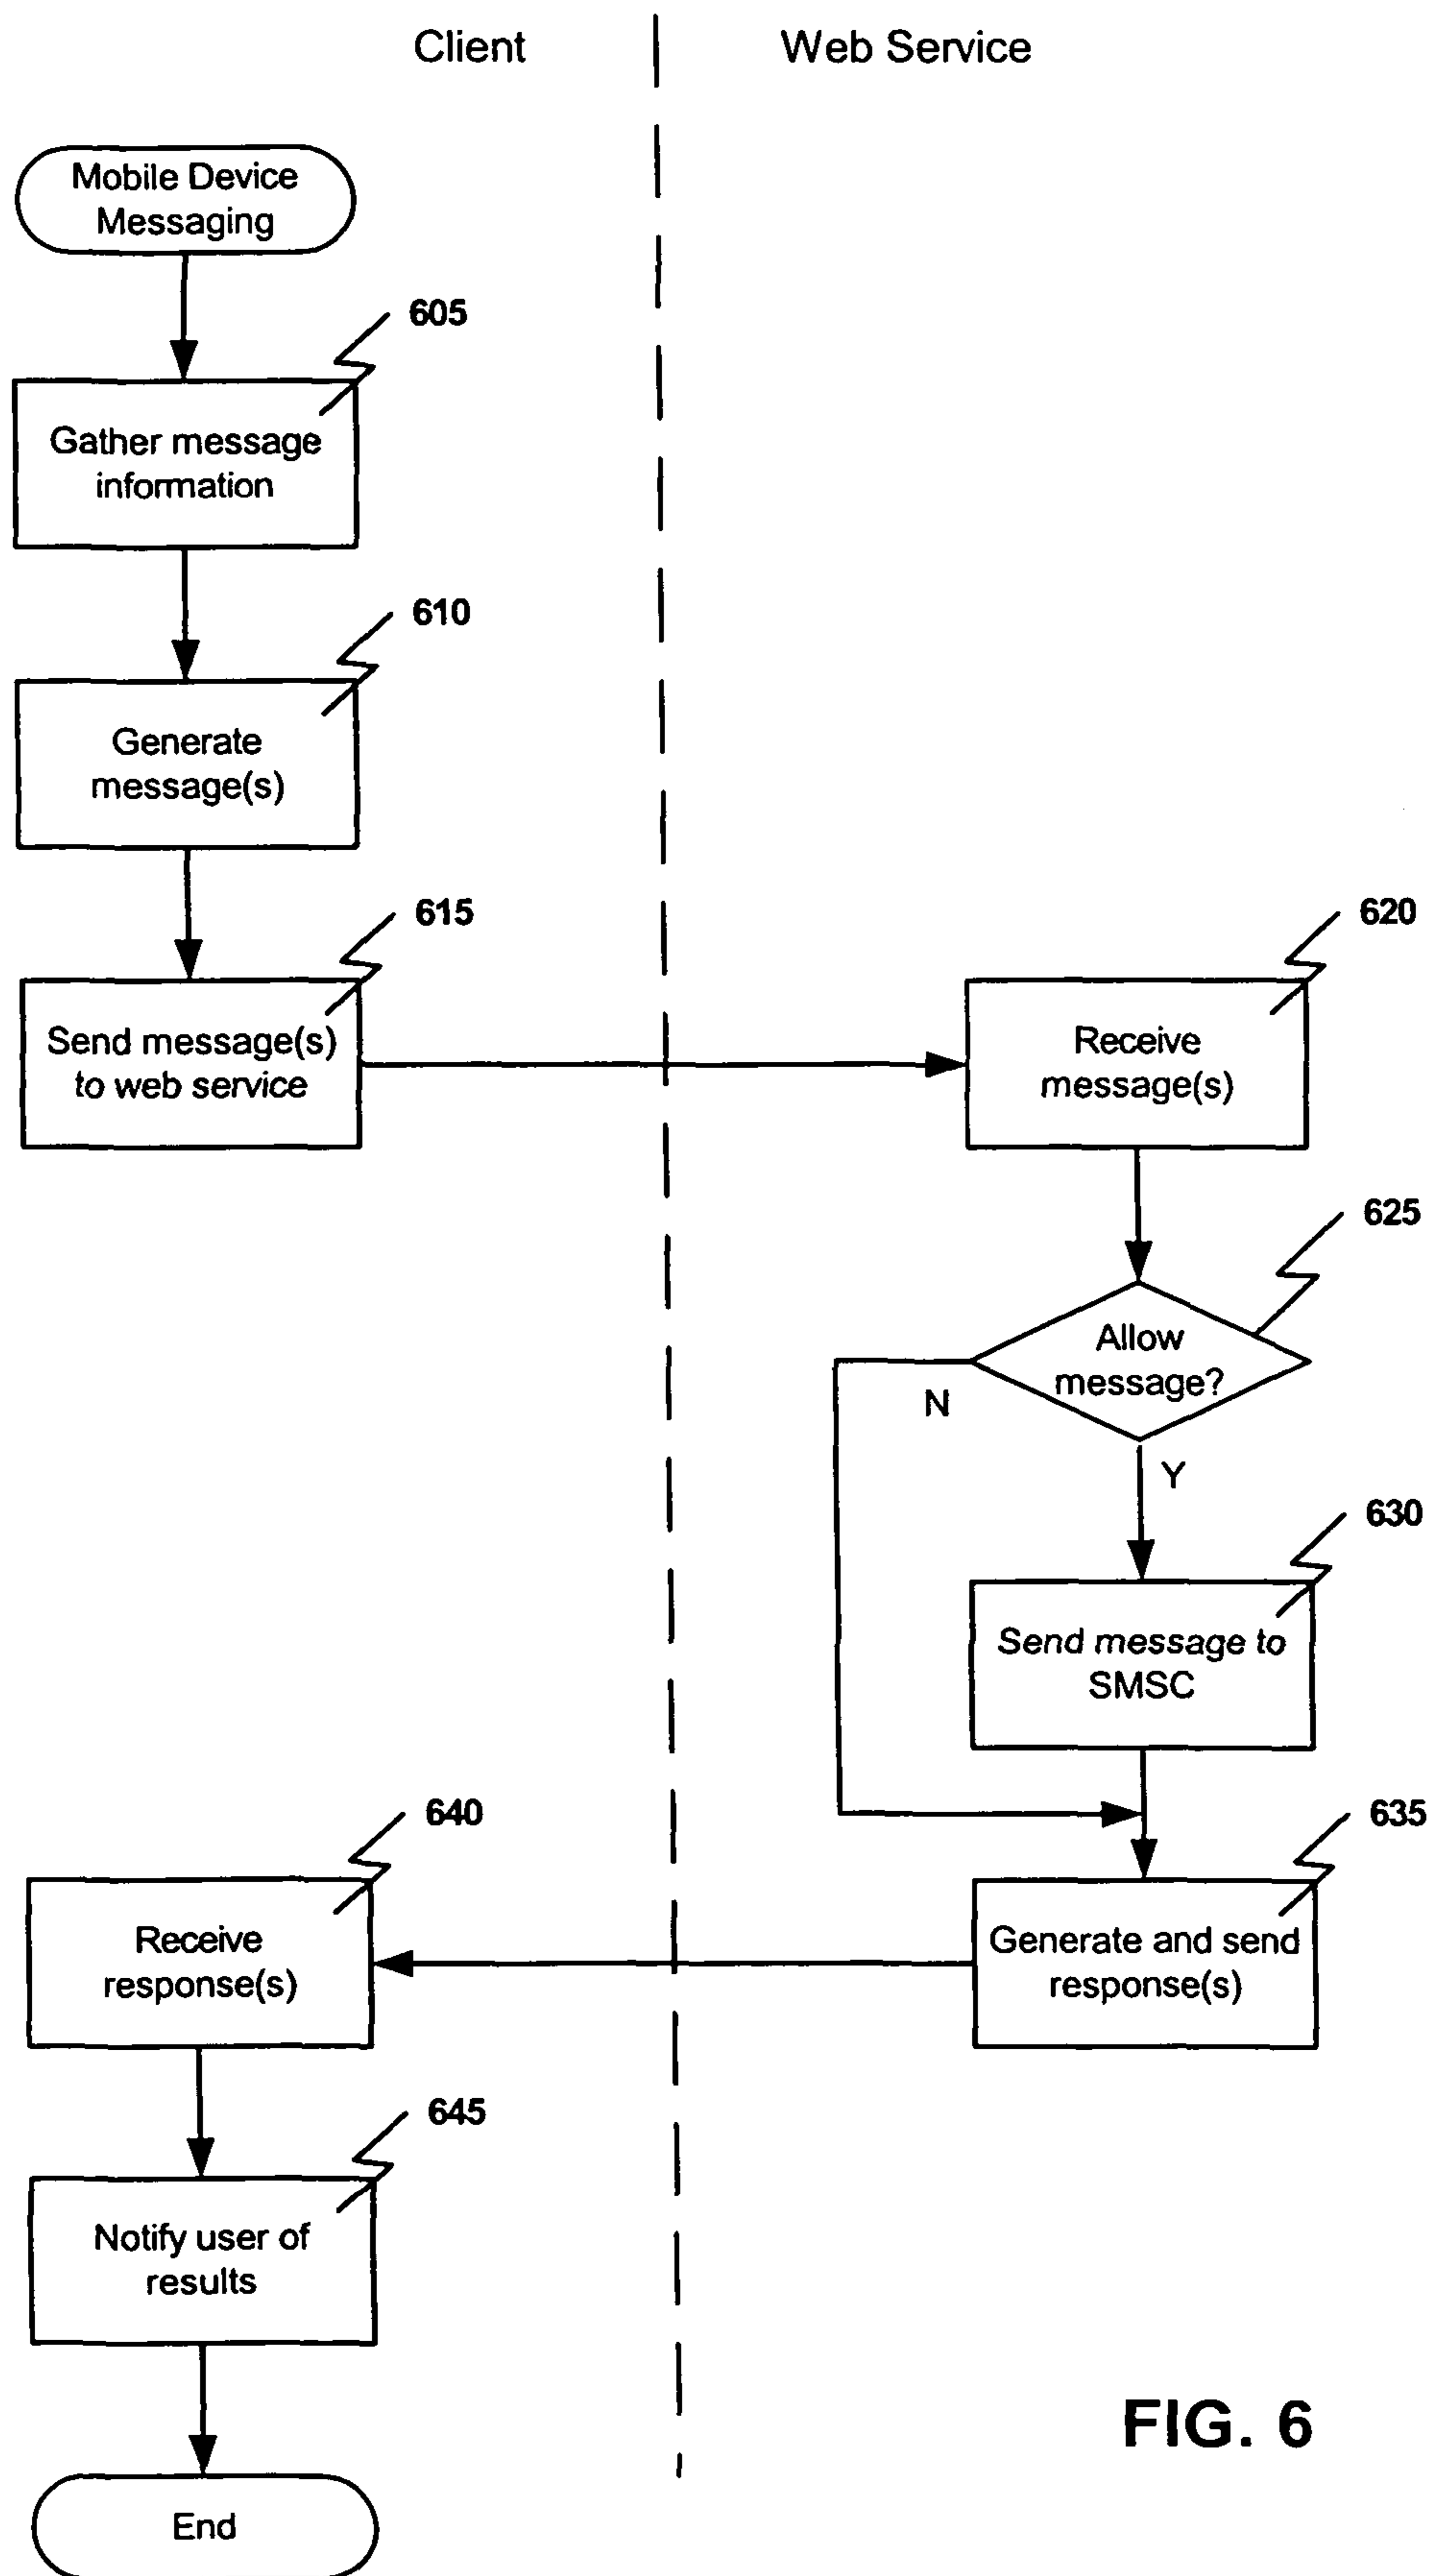 Client
Web Service
Mobile Device
Messaging
605
Gather message
information
610
Generate
message(s)
615
Send message(s)
to web service
620
Receive
message(s)
625
Allow
message?
N
Y
630
Send message to
SMSC
635
Generate and send
response(s)
640
Receive
response(s)
645
Notify user of
results
End
FIG. 6